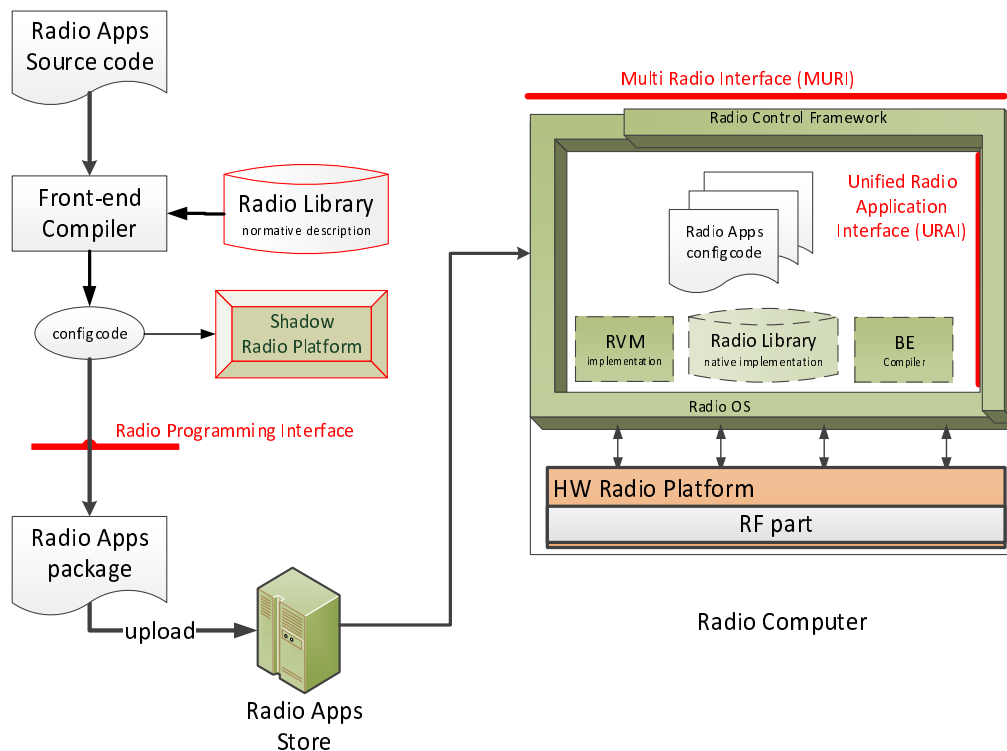 Radio Apps
Source code
Front-end
Compiler
Radio Library
normative description
configcode
Shadow
Radio Platform
Radio Programming Interface
Radio Apps
package
upload
Radio Apps
Store
Multi Radio Interface (MURI)
Radio Control Framework
Unified Radio
Application
Interface (URAI)
Radio Apps
configcode
RVM
implementation
Radio Library
native implementation
BE
Compiler
Radio OS
HW Radio Platform
RF part
Radio Computer